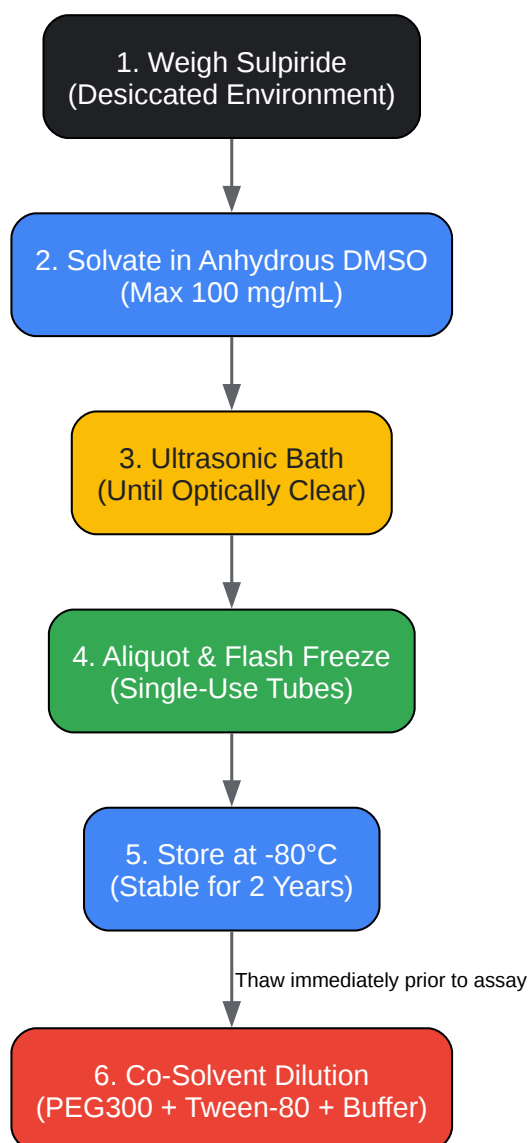 1. Weigh Sulpiride
(Desiccated Environment)
2. Solvate in Anhydrous DMSO
(Max 100 mg/mL)
3. Ultrasonic Bath
(Until Optically Clear)
4. Aliquot & Flash Freeze
(Single-Use Tubes)
5. Store at -80°C
(Stable for 2 Years)
Thaw immediately prior to assay
6. Co-Solvent Dilution
(PEG300 + Tween-80 + Buffer)